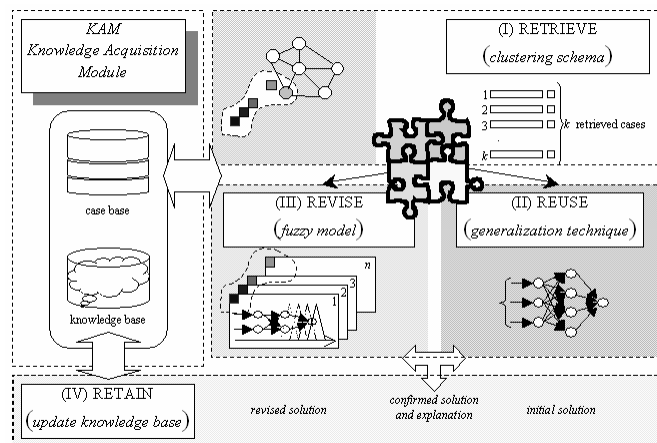 KAM
Knowledge Acquisition
Module
(I) RETRIEVE
(clustering schema)
1
2
3
k
k retrieved cases
case base
knowledge base
(III) REVISE
(fuzzy model)
(II) REUSE
(generalization technique)
n
3
2
1
(IV) RETAIN
(update knowledge base)
revised solution
confirmed solution
and explanation
initial solution